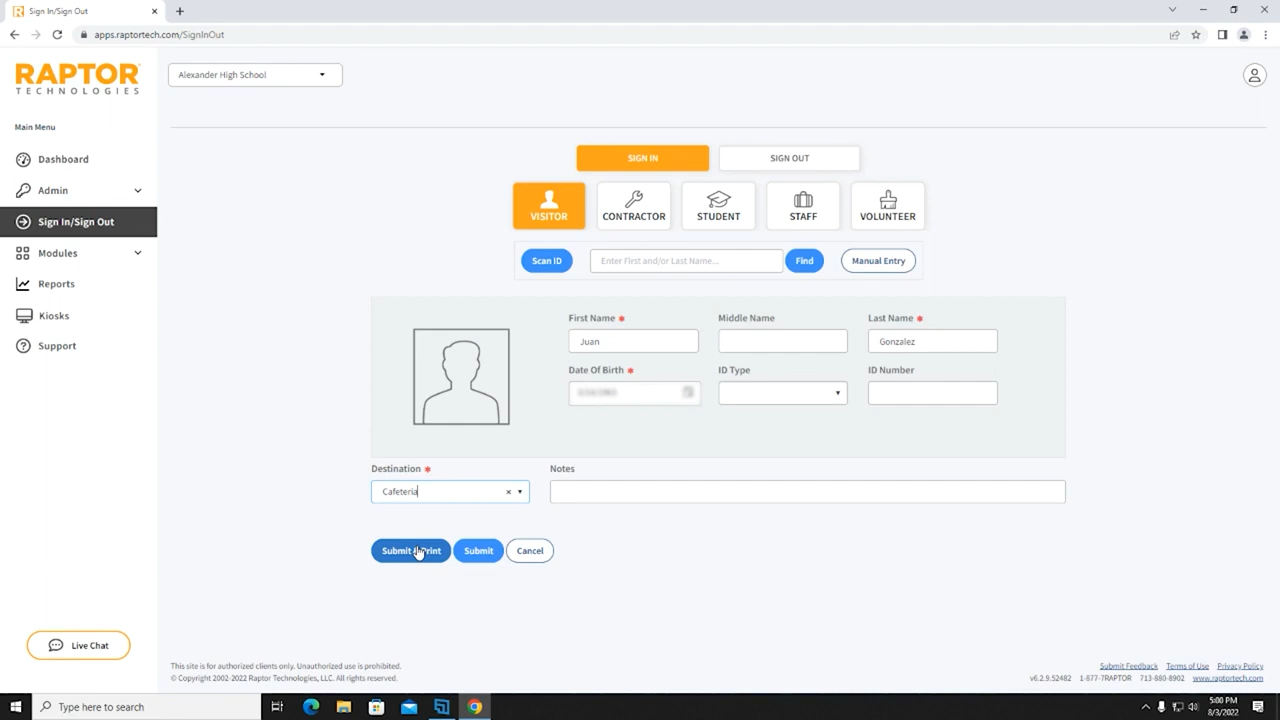 Sign In/Sign Out
apps.raptortech.com/SignInOut
RAPTOR
TECHNOLOGIES
Alexander High School
Main Menu
Dashboard
Admin
Sign In/Sign Out
Modules
Reports
Kiosks
Support
Live Chat
SIGN IN
SIGN OUT
VISITOR
CONTRACTOR
STUDENT
STAFF
VOLUNTEER
Scan ID
Enter First and/or Last Name...
Find
Manual Entry
First Name *
Middle Name
Last Name *
Juan
Gonzalez
Date Of Birth *
ID Type
ID Number
Destination *
Notes
Cafeteria
Submit Print
Submit
Cancel
This site is for authorized clients only. Unauthorized use is prohibited.
© Copyright 2002-2022 Raptor Technologies, LLC. All rights reserved.
Submit Feedback Terms of Use Privacy Policy
v6.2.9.52482 1-877-7RAPTOR 713-880-8902 www.raptortech.com
Type here to search
5:00 PM
8/3/2022